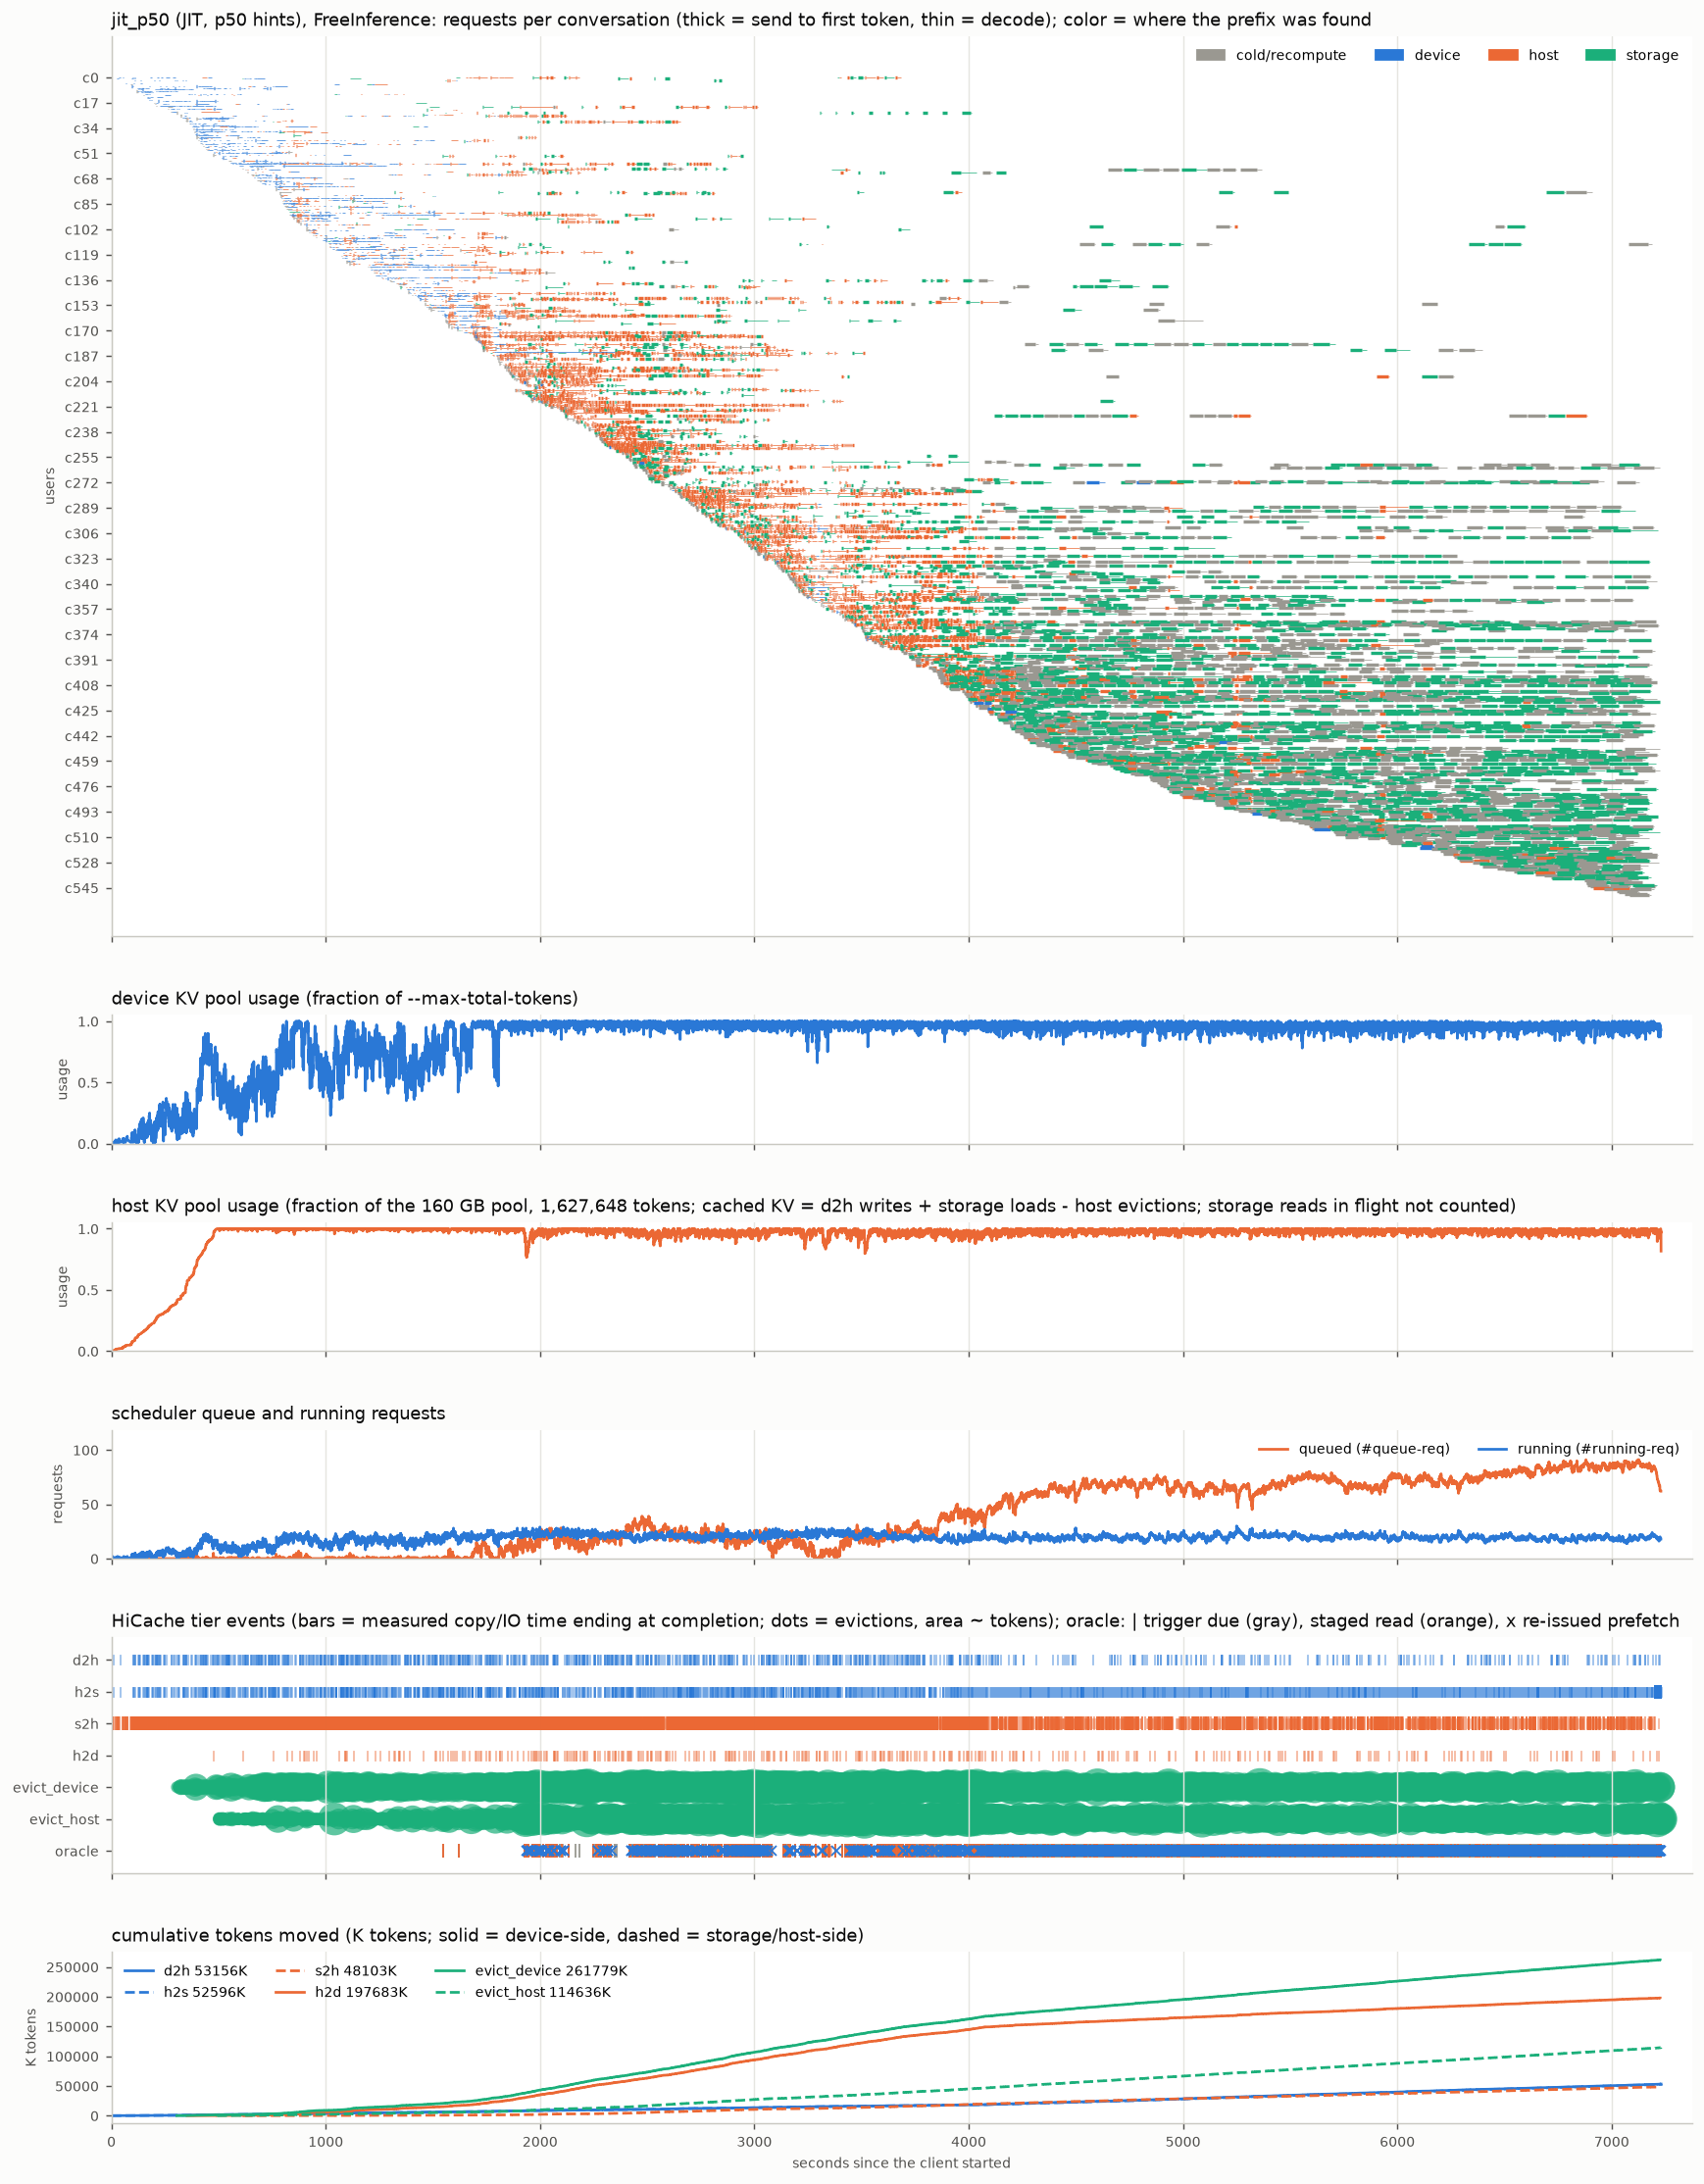 jit_p50 (JIT, p50 hints), FreeInference: requests per conversation (thick = send to first token, thin = decode); color = where the prefix was found
cold/recompute device host storage
c0
c17
c34
c51
c68
c85
c102
c119
c136
c153
c170
c187
c204
c221
c238
c255
c272
c289
c306
c323
c340
c357
c374
c391
c408
c425
c442
c459
c476
c493
c510
c528
c545
users
device KV pool usage (fraction of --max-total-tokens)
1.0
0.5
0.0
usage
host KV pool usage (fraction of the 160 GB pool, 1,627,648 tokens; cached KV = d2h writes + storage loads - host evictions; storage reads in flight not counted)
1.0
0.5
0.0
usage
scheduler queue and running requests
queued (#queue-req) running (#running-req)
100
50
0
requests
HiCache tier events (bars = measured copy/IO time ending at completion; dots = evictions, area ~ tokens); oracle: | trigger due (gray), staged read (orange), x re-issued prefetch
d2h
h2s
s2h
h2d
evict_device
evict_host
oracle
cumulative tokens moved (K tokens; solid = device-side, dashed = storage/host-side)
d2h 53156K s2h 48103K evict_device 261779K
h2s 52596K h2d 197683K evict_host 114636K
250000
200000
150000
100000
50000
0
K tokens
0 1000 2000 3000 4000 5000 6000 7000
seconds since the client started